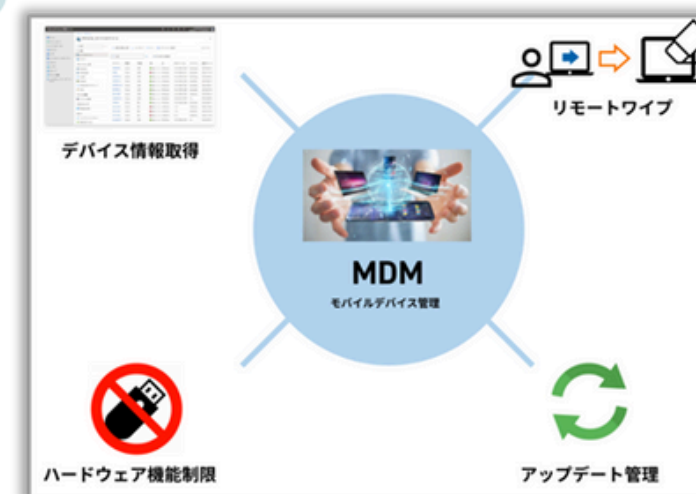 リモートワイプ
デバイス情報取得
MDM
モバイルデバイス管理
ハードウェア機能制限
アップデート管理